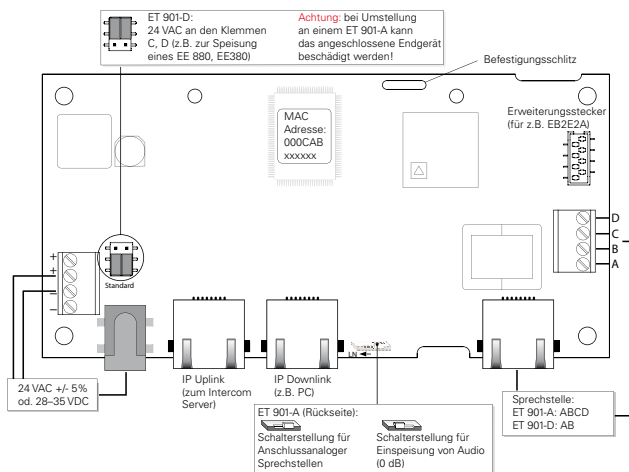 ET 901-D:
24 VAC an den Klemmen
C, D (z.B. zur Speisung
eines EE 880, EE380)
Achtung: bei Umstellung
an einem ET 901-A kann
das angeschlossene Endgerät
beschädigt werden!
Befestigungsschlitz
MAC
Adresse:
000CAB
xxxxxx
Erweiterungsstecker
(für z.B. EB2E2A)
D
C
B
A
+
+
–
–
Standard
24 VAC +/- 5%
od. 28–35 VDC
IP Uplink
(zum Intercom
Server)
IP Downlink
(z.B. PC)
LN
ET 901-A (Rückseite):
Schalterstellung für
Anschlussanaloger
Sprechstellen
Schalterstellung für
Einspeisung von Audio
(0 dB)
Sprechstelle:
ET 901-A: ABCD
ET 901-D: AB